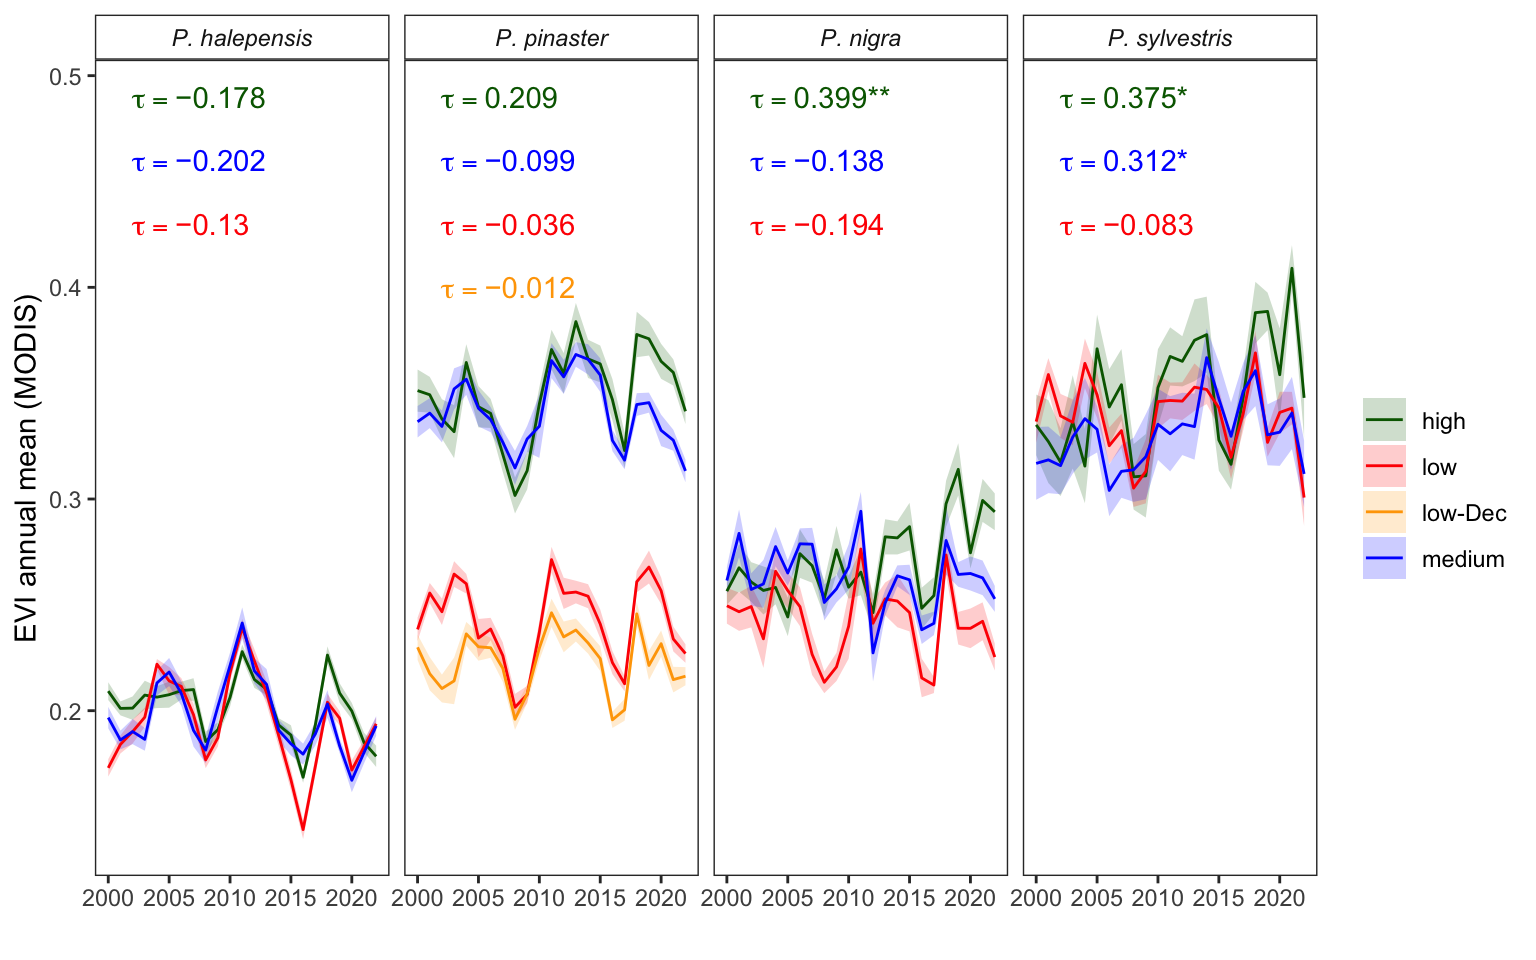 P. halepensis
P. pinaster
P. nigra
P. sylvestris
EVI annual mean (MODIS)
0.5
0.4
0.3
0.2
τ = −0.178
τ = −0.202
τ = −0.13
τ = 0.209
τ = −0.099
τ = −0.036
τ = −0.012
τ = 0.399**
τ = −0.138
τ = −0.194
τ = 0.375*
τ = 0.312*
τ = −0.083
2000 2005 2010 2015 2020
2000 2005 2010 2015 2020
2000 2005 2010 2015 2020
2000 2005 2010 2015 2020
high
low
low-Dec
medium